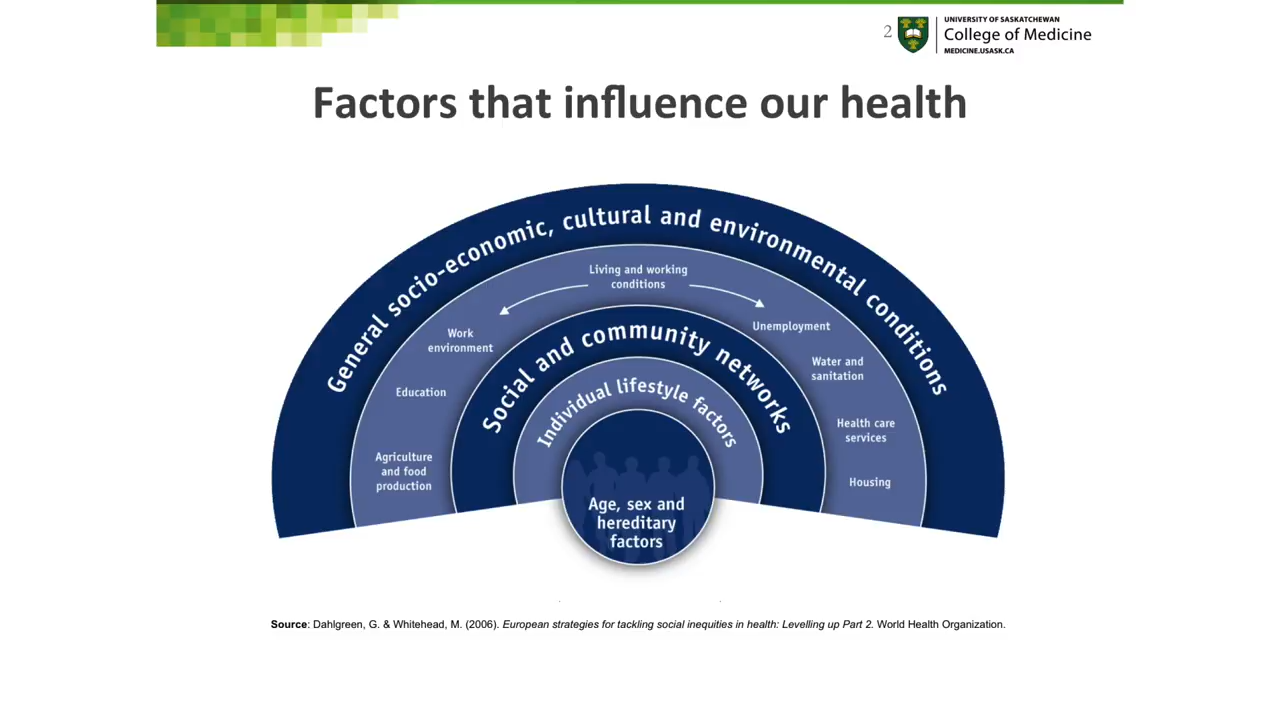 2
UNIVERSITY OF SASKATCHEWAN
College of Medicine
MEDICINE.USASK.CA
Factors that influence our health
General socio-economic, cultural and environmental conditions
Living and working
conditions
Work
environment
Education
Agriculture
and food
production
Unemployment
Water and
sanitation
Health care
services
Housing
Social and community networks
Individual lifestyle factors
Age, sex and
hereditary
factors
Source: Dahlgreen, G. & Whitehead, M. (2006). European strategies for tackling social inequities in health: Levelling up Part 2. World Health Organization.